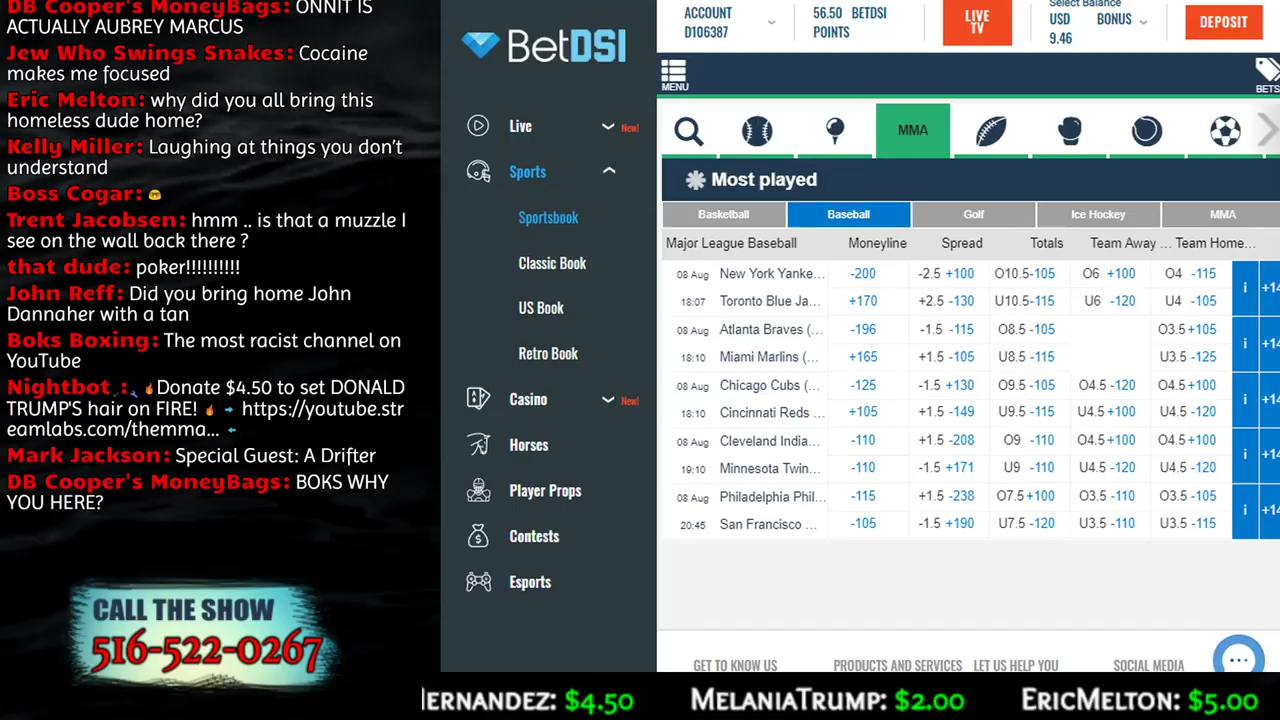 DB Cooper's MoneyBags: ONNIT IS
ACTUALLY AUBREY MARCUS
Jew Who Swings Snakes: Cocaine
makes me focused
Eric Melton: why did you all bring this
homeless dude home?
Kelly Miller: Laughing at things you don't
understand
Boss Cogar:
Trent Jacobsen: hmm .. is that a muzzle I
see on the wall back there ?
that dude: poker!!!!!!!!!!
John Reff: Did you bring home John
Dannaher with a tan
Boks Boxing: The most racist channel on
YouTube
Nightbot : Donate $4.50 to set DONALD
TRUMP'S hair on FIRE! https://youtube.str
eamlabs.com/themma...
Mark Jackson: Special Guest: A Drifter
DB Cooper's MoneyBags: BOKS WHY
YOU HERE?
CALL THE SHOW
516-522-0267
BetDSI
Live New!
Sports
Sportsbook
Classic Book
US Book
Retro Book
Casino New!
Horses
Player Props
Contests
Esports
ACCOUNT
D106387
56.50 BETDSI
POINTS
LIVE
TV
Select Balance
USD BONUS
9.46
DEPOSIT
MENU
BETS
MMA
Most played
Basketball Baseball Golf Ice Hockey MMA
Major League Baseball Moneyline Spread Totals Team Away ... Team Home...
08 Aug New York Yanke... -200 -2.5 +100 O10.5-105 O6 +100 O4 -115
18:07 Toronto Blue Ja... +170 +2.5 -130 U10.5-115 U6 -120 U4 -105
i +14
08 Aug Atlanta Braves (... -196 -1.5 -115 O8.5 -105 O3.5+105
18:10 Miami Marlins (... +165 +1.5 -105 U8.5 -115 U3.5 -125
i +14
08 Aug Chicago Cubs (... -125 -1.5 +130 O9.5 -105 O4.5 -120 O4.5 +100
18:10 Cincinnati Reds ... +105 +1.5 -149 U9.5 -115 U4.5 +100 U4.5 -120
i +14
08 Aug Cleveland India... -110 +1.5 -208 O9 -110 O4.5+100 O4.5+100
19:10 Minnesota Twin... -110 -1.5 +171 U9 -110 U4.5 -120 U4.5 -120
i +14
08 Aug Philadelphia Phil... -115 +1.5 -238 O7.5+100 O3.5 -110 O3.5 -105
20:45 San Francisco ... -105 -1.5 +190 U7.5 -120 U3.5 -110 U3.5 -115
i +14
GET TO KNOW US PRODUCTS AND SERVICES LET US HELP YOU SOCIAL MEDIA
ERNANDEZ: $4.50 MELANIATRUMP: $2.00 ERICMELTON: $5.00